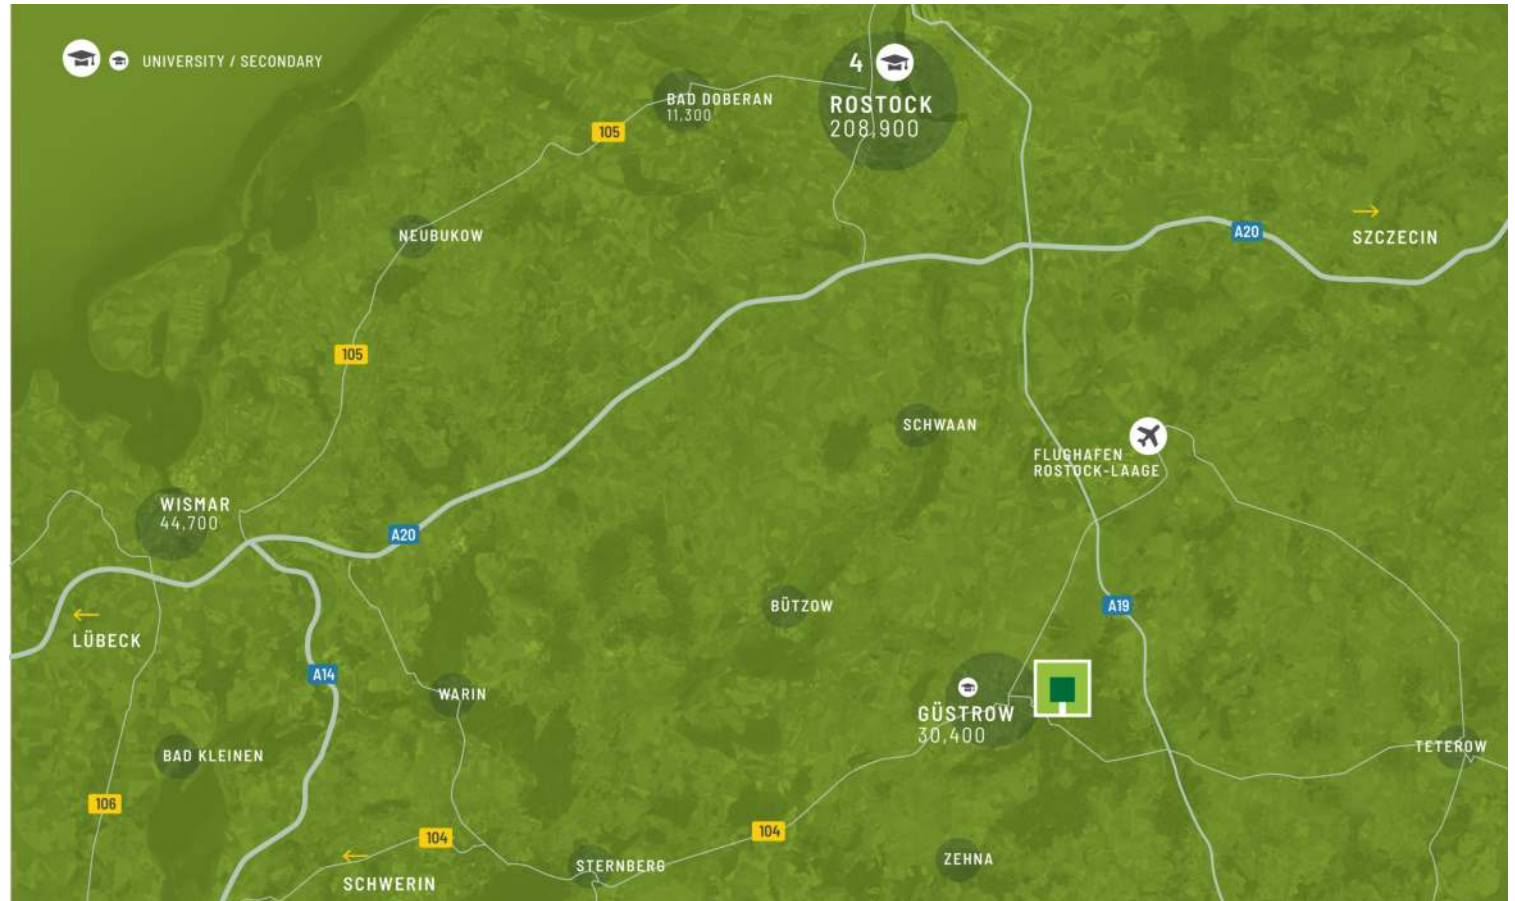 UNIVERSITY / SECONDARY
4
ROSTOCK
208,900
BAD DOBERAN
11,300
105
A20
SZCZECIN
NEUBUKOW
105
SCHWAAN
FLUGHAFEN
ROSTOCK-LAAGE
WISMAR
44,700
A20
BÜTZOW
A19
LÜBECK
A14
WARIN
GÜSTROW
30,400
TETEROW
BAD KLEINEN
106
104
104
SCHWERIN
STERNBERG
ZEHNA